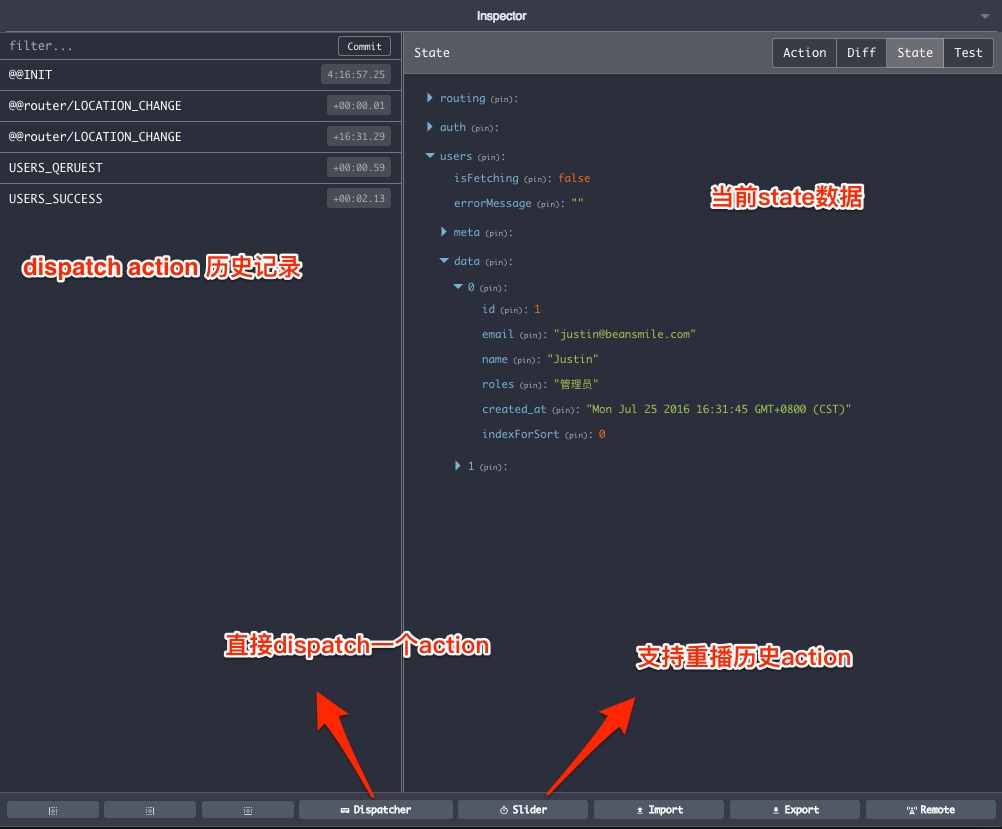 Inspector
filter...
Commit
@@INIT
4:16:57.25
@@router/LOCATION_CHANGE
+00:00.01
@@router/LOCATION_CHANGE
+16:31.29
USERS_QERUEST
+00:00.59
USERS_SUCCESS
+00:02.13
dispatch action 历史记录
State
Action Diff State Test
routing (pin):
auth (pin):
users (pin):
isFetching (pin): false
errorMessage (pin): ""
当前state数据
meta (pin):
data (pin):
0 (pin):
id (pin): 1
email (pin): "justin@beansmile.com"
name (pin): "Justin"
roles (pin): "管理员"
created_at (pin): "Mon Jul 25 2016 16:31:45 GMT+0800 (CST)"
indexForSort (pin): 0
1 (pin):
直接dispatch一个action
支持重播历史action
Dispatcher
Slider
Import
Export
Remote